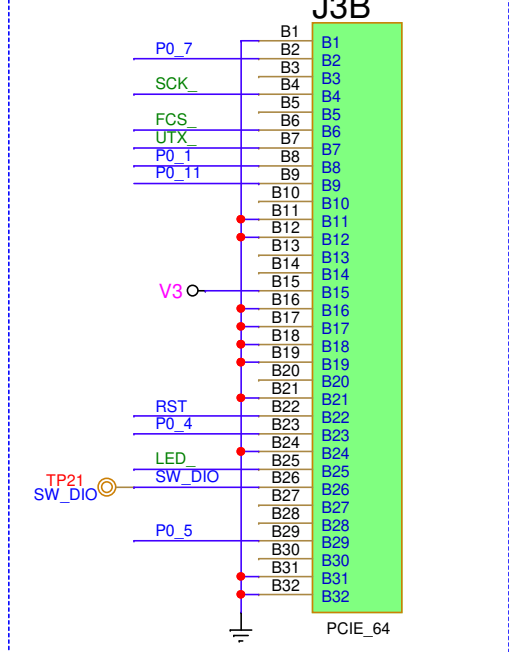 J3B
B1 B1
P0_7 B2 B2
B3 B3
SCK_ B4 B4
B5 B5
FCS_ B6 B6
UTX_ B7 B7
P0_1 B8 B8
P0_11 B9 B9
B10 B10
B11 B11
B12 B12
B13 B13
B14 B14
V3 B15 B15
B16 B16
B17 B17
B18 B18
B19 B19
B20 B20
B21 B21
RST B22 B22
P0_4 B23 B23
B24 B24
LED_ B25 B25
TP21 SW_DIO B26 B26
SW_DIO
B27 B27
B28 B28
P0_5 B29 B29
B30 B30
B31 B31
B32 B32
PCIE_64